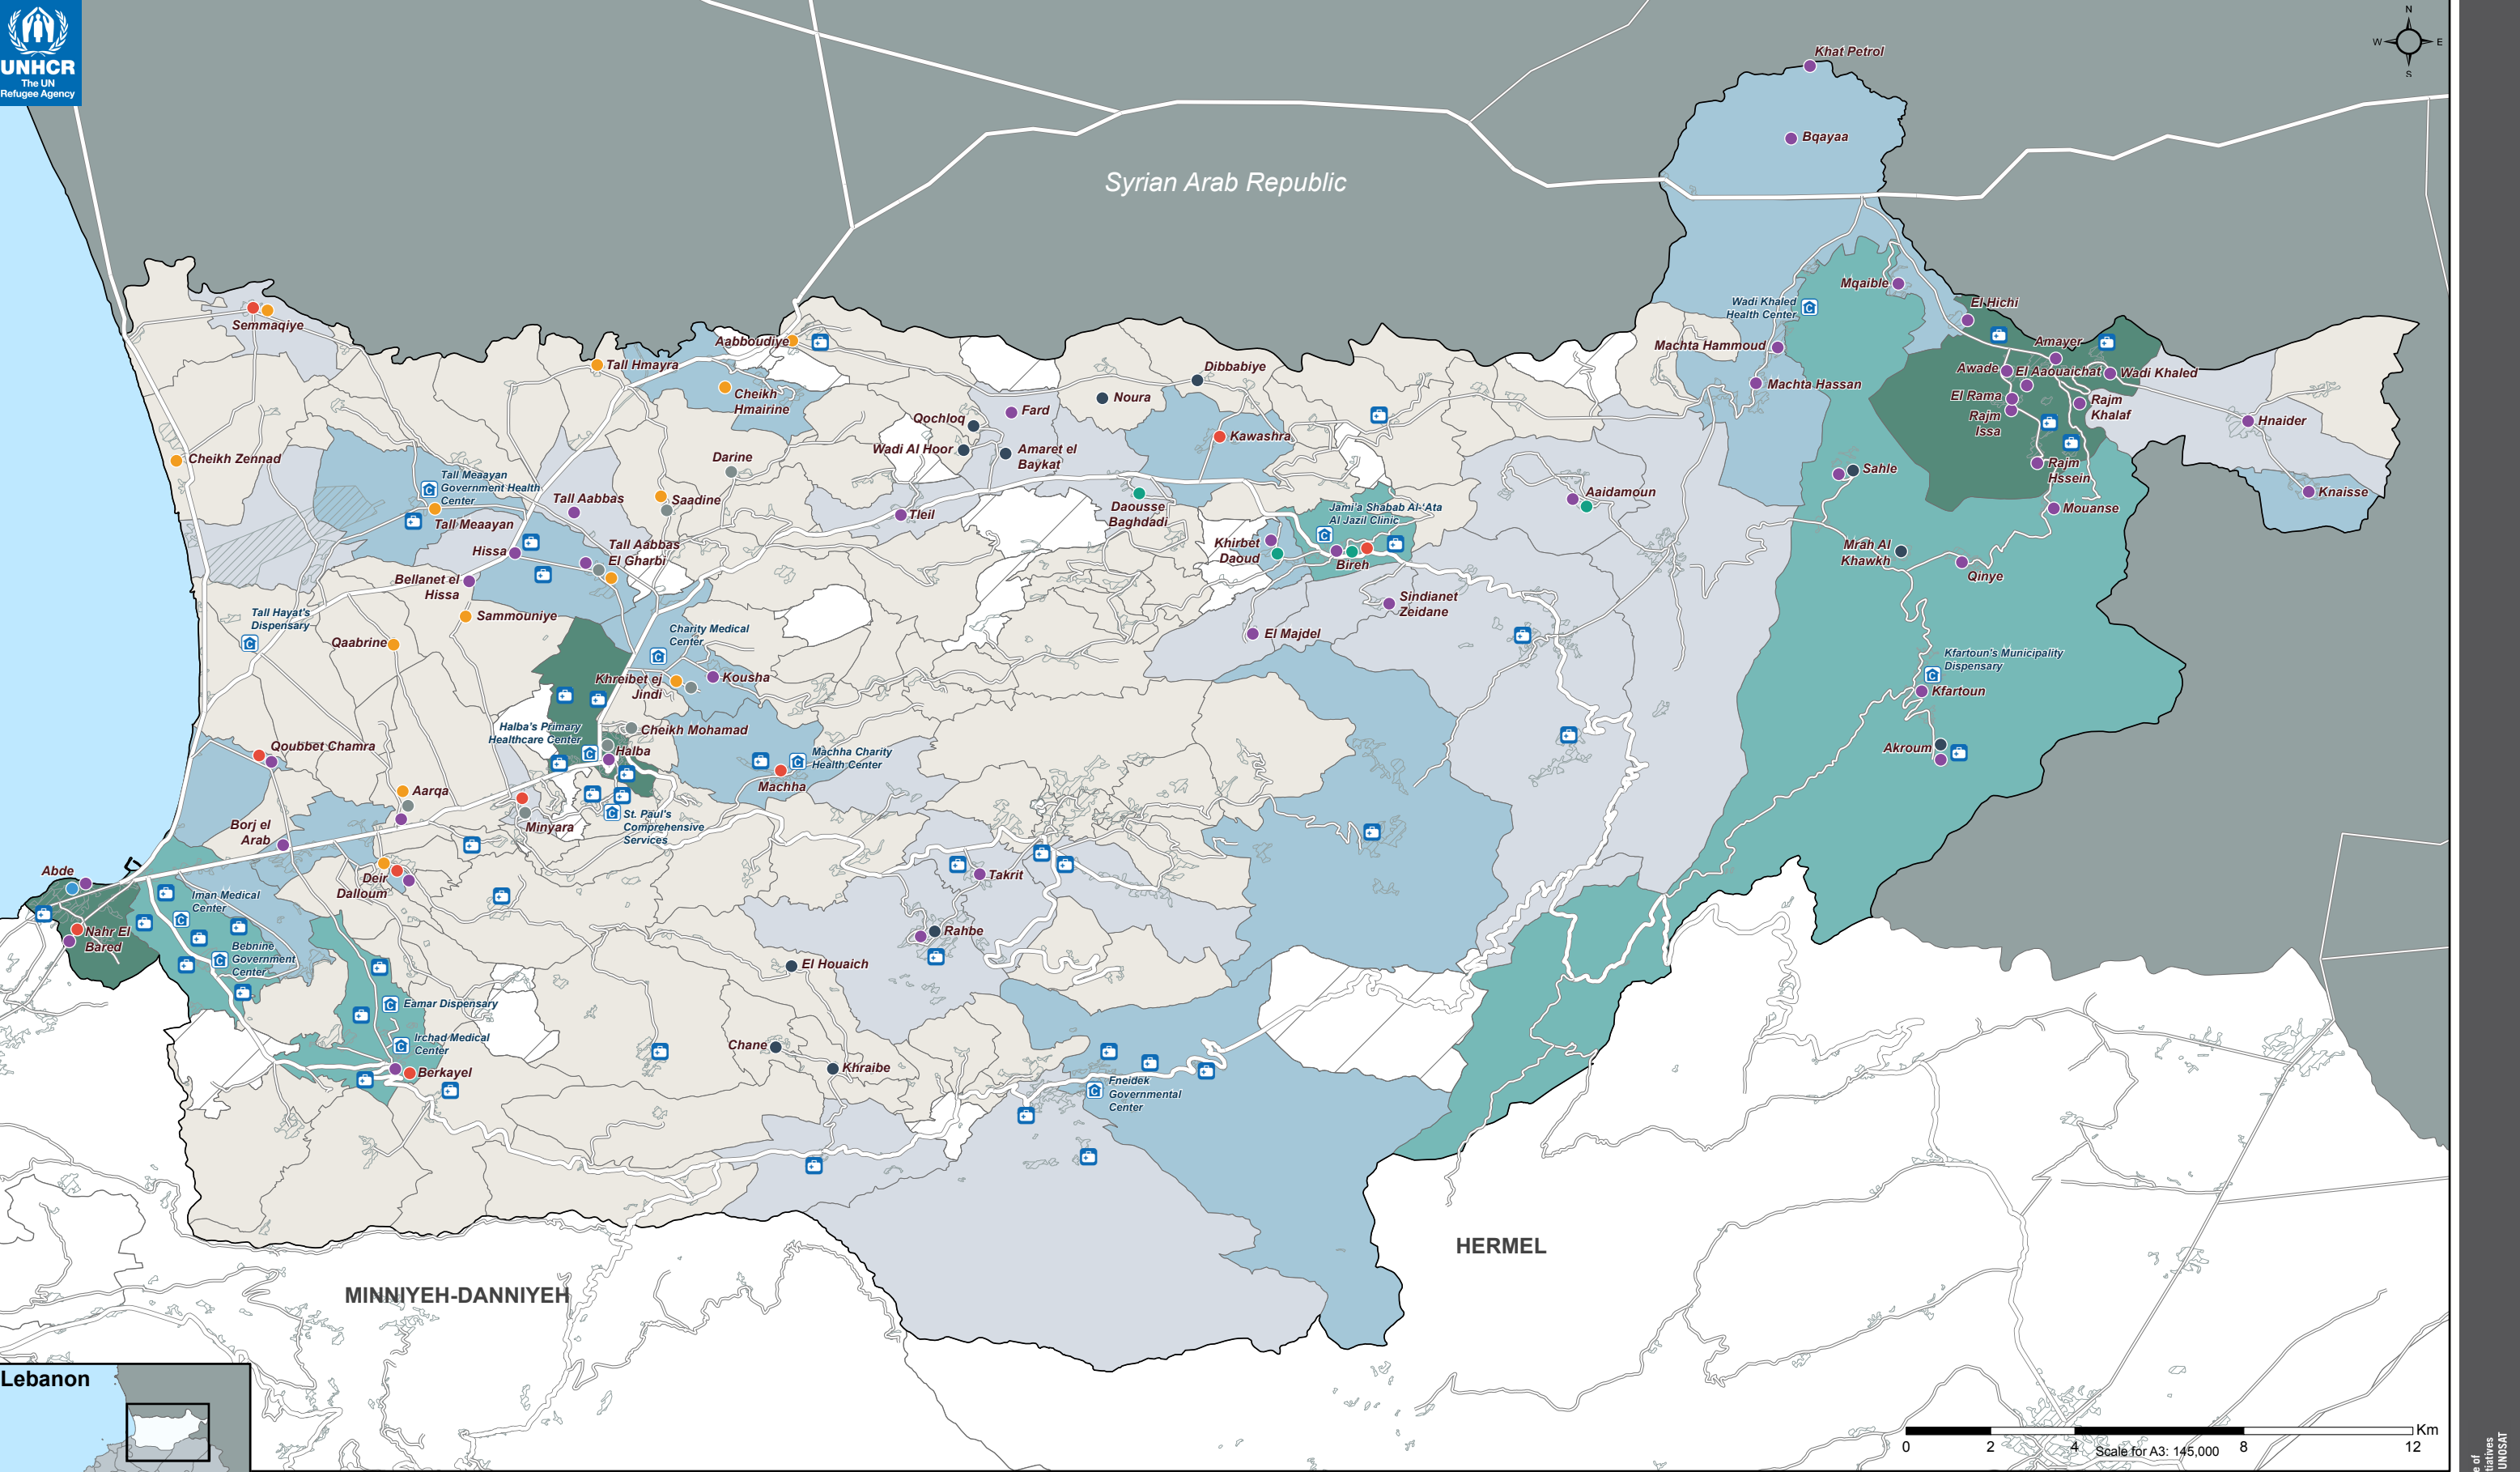 UNHCR
The UN
Refugee Agency
N
W
E
S
Khat Petrol
Bqayaa
Syrian Arab Republic
Mqaible
El Hichi
Wadi Khaled
Health Center
Semmaqiye
Aabboudiye
Tall Hmayra
Cheikh
Hmairine
Dibbabiye
Noura
Machta Hammoud
Machta Hassan
Amayer
Awade
El Aaouaichat
Wadi Khaled
El Rama
Rajm
Issa
Rajm
Khalaf
Hnaider
Qochloq
Fard
Kawashra
Wadi Al Hoor
Amaret el
Baykat
Cheikh Zennad
Darine
Tall Meaayan
Government Health
Center
Tall Meaayan
Tall Aabbas
Saadine
Tleil
Daousse
Baghdadi
Aaidamoun
Sahle
Rajm
Hssein
Knaisse
Mouanse
Jami'a Shabab Al-'Ata
Al Jazil Clinic
Hissa
Tall Aabbas
El Gharbi
Khirbet
Daoud
Bireh
Mrah Al
Khawkh
Qinye
Bellanet el
Hissa
Sindianet
Zeidane
Tall Hayat's
Dispensary
Sammouniye
Qaabrine
Charity Medical
Center
El Majdel
Kfartoun's Municipality
Dispensary
Khreibet ej
Jindi
Kousha
Kfartoun
Halba's Primary
Healthcare Center
Cheikh Mohamad
Halba
Qoubbet Chamra
Machha Charity
Health Center
Machha
Akroum
Aarqa
Borj el
Arab
Minyara
St. Paul's
Comprehensive
Services
Abde
Deir
Dalloum
Takrit
Iman Medical
Center
Nahr El
Bared
Bebnine
Government
Center
Rahbe
El Houaich
Eamar Dispensary
Irchad Medical
Center
Chane
Khraibe
Berkayel
Fneidek
Governmental
Center
HERMEL
MINNIYEH-DANNIYEH
Lebanon
Km
0
2
4
8
12
Scale for A3: 145,000
e of
tiatives
UNOSAT